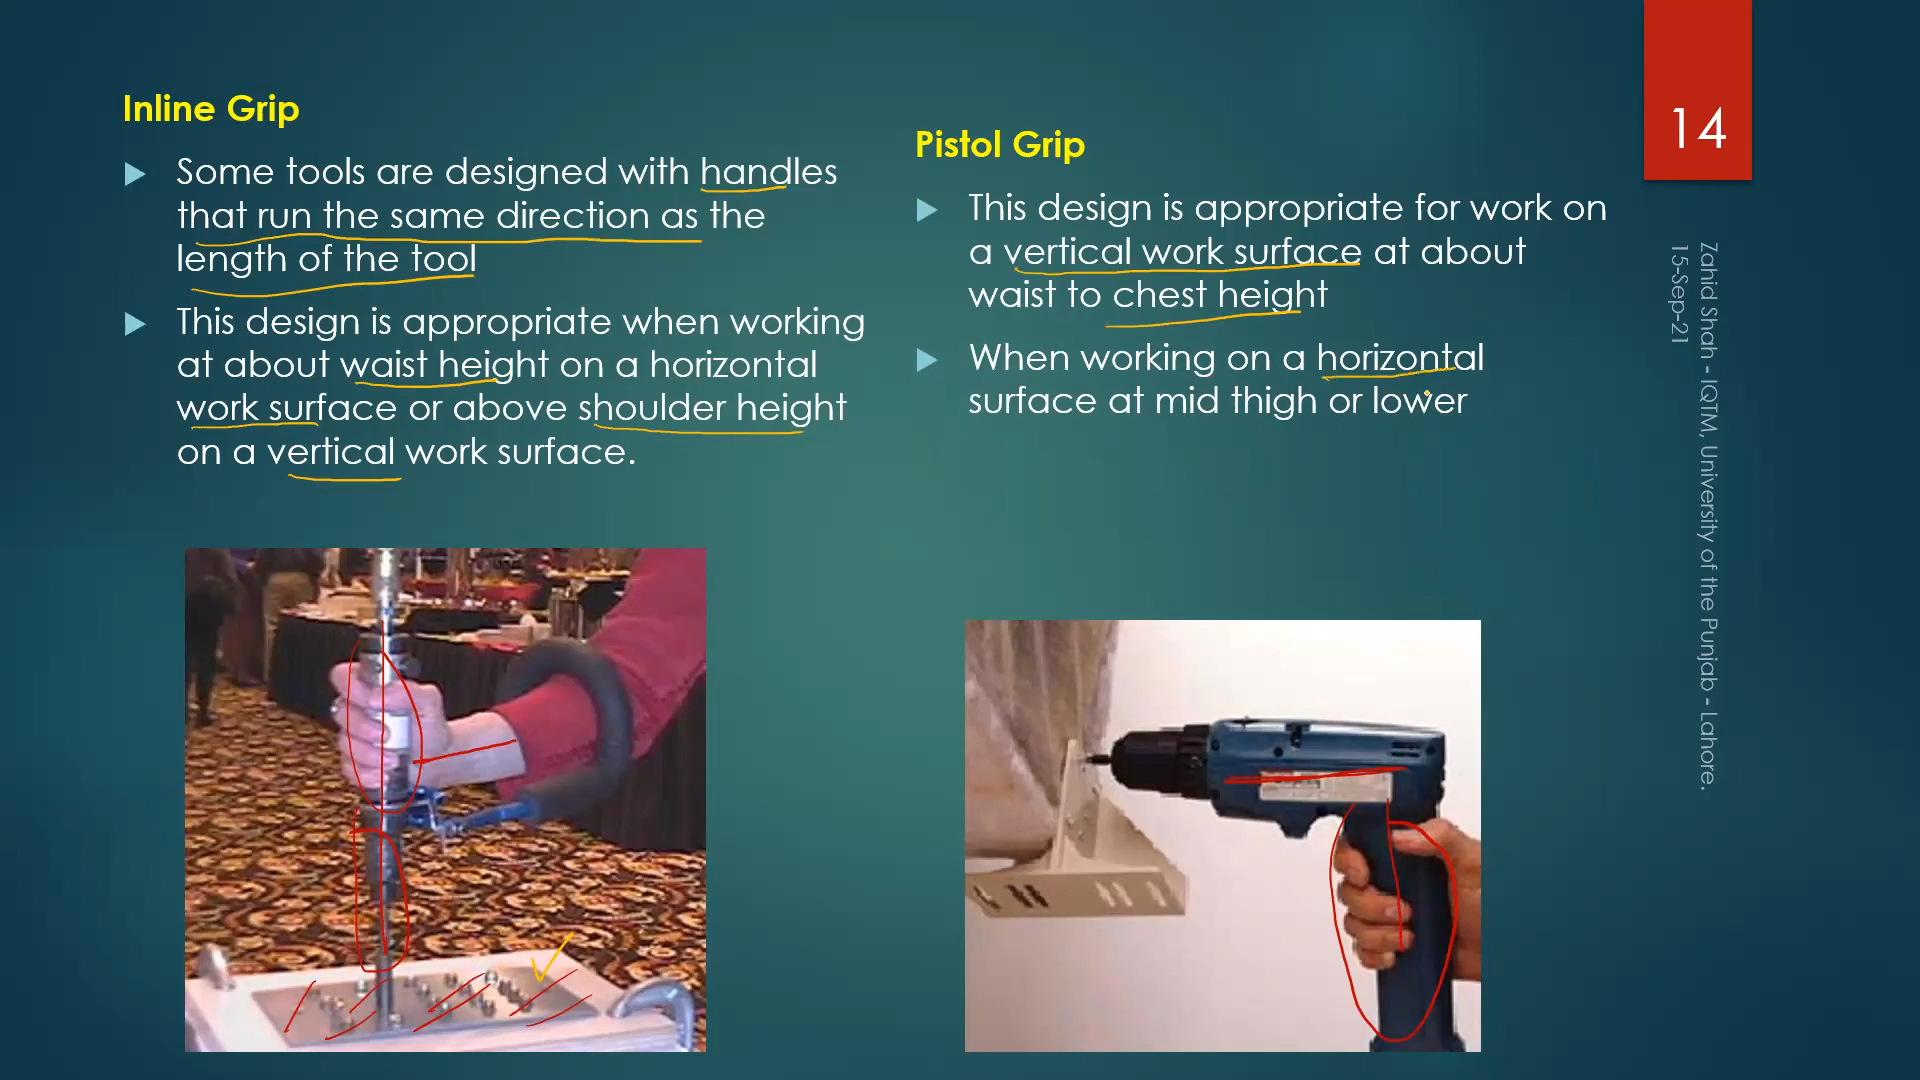 Inline Grip
Some tools are designed with handles
that run the same direction as the
length of the tool
This design is appropriate when working
at about waist height on a horizontal
work surface or above shoulder height
on a vertical work surface.
Pistol Grip
This design is appropriate for work on
a vertical work surface at about
waist to chest height
When working on a horizontal
surface at mid thigh or lower
14
Zahid Shah - IQTM, University of the Punjab - Lahore.
15-Sep-21